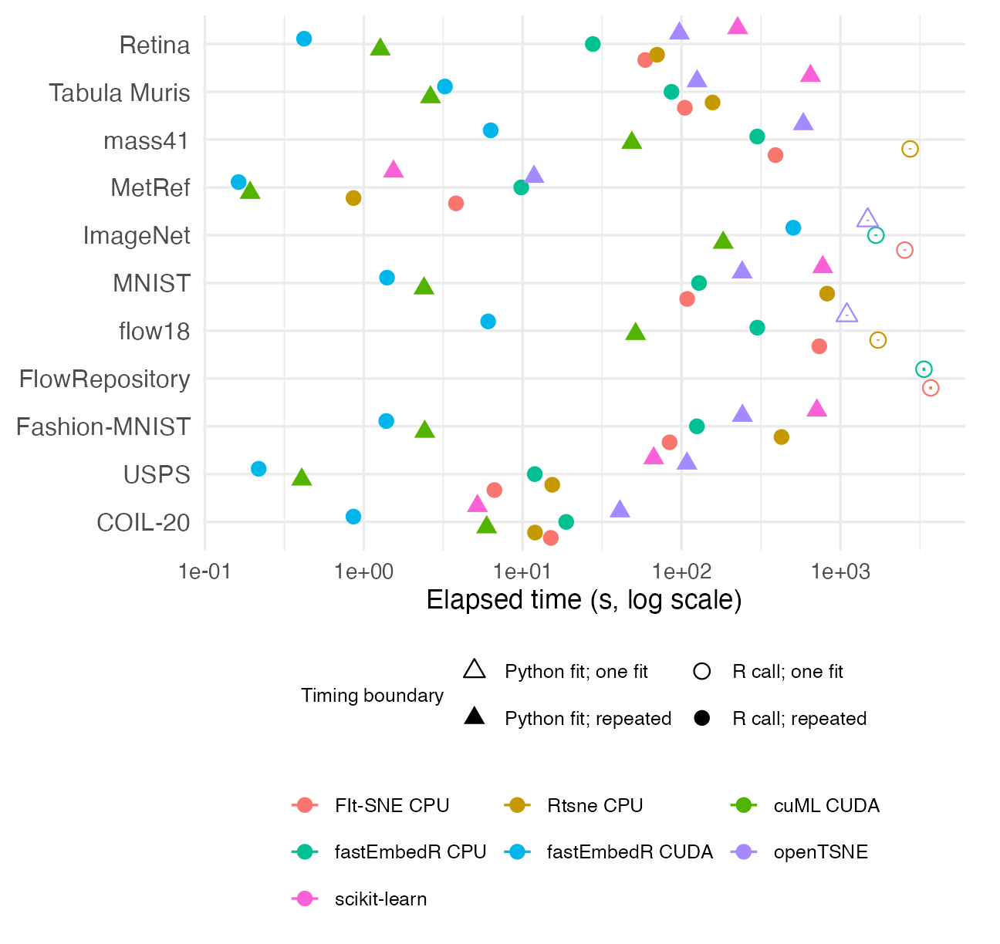 Retina
Tabula Muris
mass41
MetRef
ImageNet
MNIST
flow18
FlowRepository
Fashion-MNIST
USPS
COIL-20
1e-01 1e+00 1e+01 1e+02 1e+03
Elapsed time (s, log scale)
Timing boundary
Python fit; one fit
R call; one fit
Python fit; repeated
R call; repeated
FIt-SNE CPU
Rtsne CPU
cuML CUDA
fastEmbedR CPU
fastEmbedR CUDA
openTSNE
scikit-learn